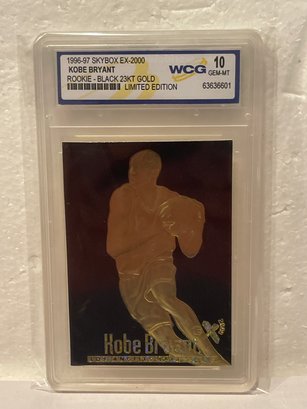 1996-97 SKYBOX EX-2000
KOBE BRYANT
ROOKIE - BLACK 23KT GOLD
LIMITED EDITION
WCG
10
GEM-MT
63636601
Kobe Bryant